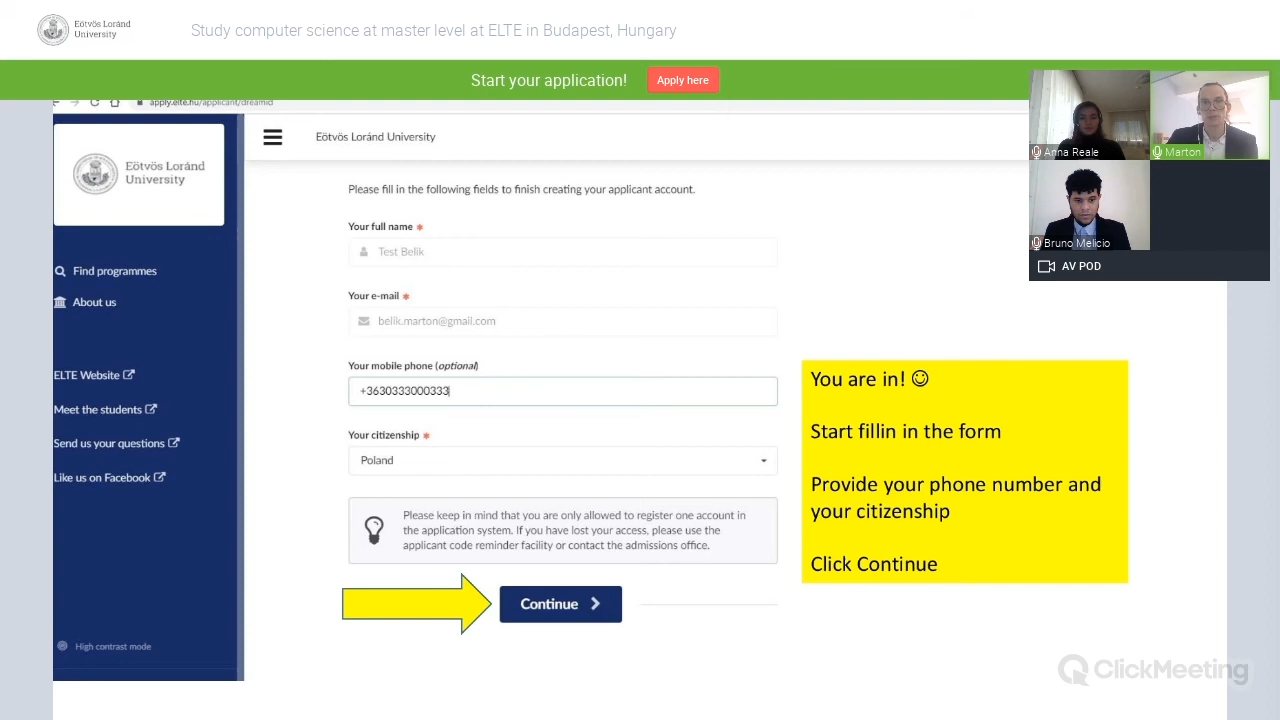 Eötvös Loránd
University
Study computer science at master level at ELTE in Budapest, Hungary
Start your application!
Apply here
apply.elte.hu/applicant/dreamid
Eötvös Loránd
University
Eötvös Loránd University
Find programmes
About us
ELTE Website
Meet the students
Send us your questions
Like us on Facebook
High contrast mode
Please fill in the following fields to finish creating your applicant account.
Your full name *
Test Belik
Your e-mail *
belik.marton@gmail.com
Your mobile phone (optional)
+3630333000333
Your citizenship *
Poland
Please keep in mind that you are only allowed to register one account in
the application system. If you have lost your access, please use the
applicant code reminder facility or contact the admissions office.
Continue
You are in! ☺
Start fillin in the form
Provide your phone number and
your citizenship
Click Continue
Anna Reale
Marton
Bruno Melicio
AV POD
ClickMeeting